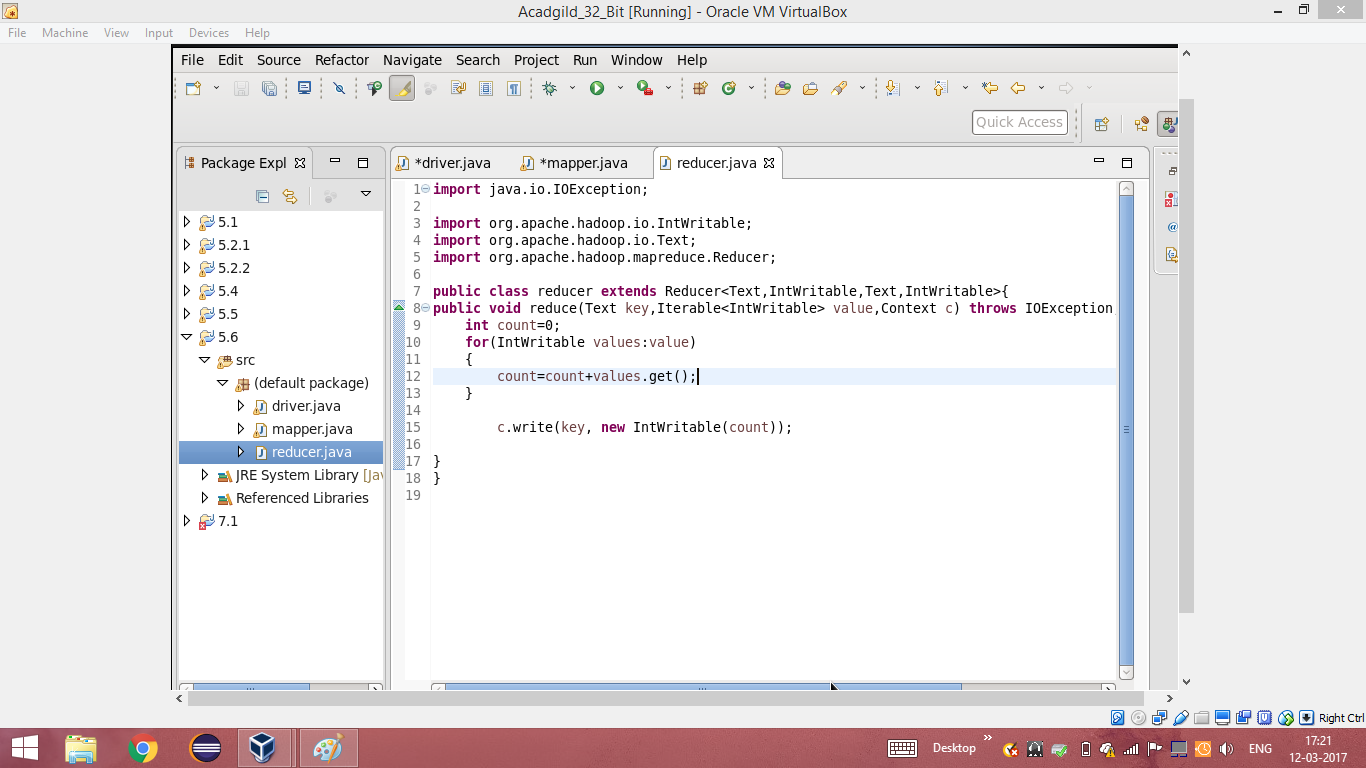 Acadgild_32_Bit [Running] - Oracle VM VirtualBox
File Machine View Input Devices Help
File Edit Source Refactor Navigate Search Project Run Window Help
Quick Access
Package Expl
*driver.java *mapper.java reducer.java
5.1
5.2.1
5.2.2
5.4
5.5
5.6
src
(default package)
driver.java
mapper.java
reducer.java
JRE System Library [Jav
Referenced Libraries
7.1
1 import java.io.IOException;
2
3 import org.apache.hadoop.io.IntWritable;
4 import org.apache.hadoop.io.Text;
5 import org.apache.hadoop.mapreduce.Reducer;
6
7 public class reducer extends Reducer<Text,IntWritable,Text,IntWritable>{
8 public void reduce(Text key,Iterable<IntWritable> value,Context c) throws IOException
9 int count=0;
10 for(IntWritable values:value)
11 {
12 count=count+values.get();
13 }
14
15 c.write(key, new IntWritable(count));
16
17 }
18 }
19
Right Ctrl
Desktop
ENG
17:21
12-03-2017